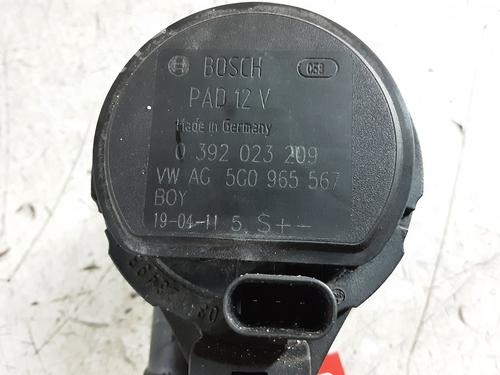 BOSCH 058
PAD 12 V
Made in Germany
0 392 023 209
VW AG 5G0 965 567
BOY
19-04-11 5. S + -